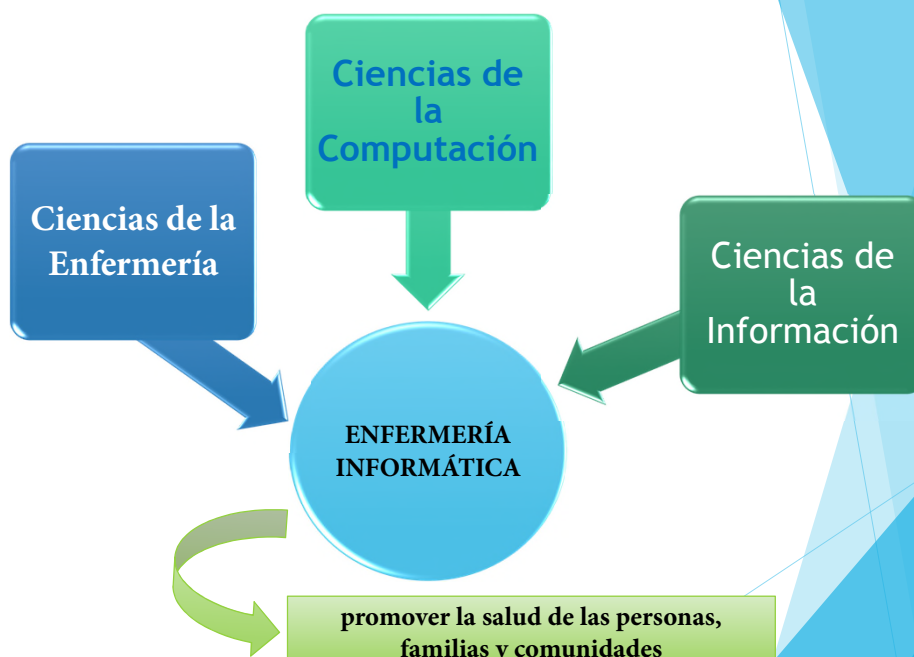 Ciencias de
la
Computación
Ciencias de la
Enfermería
Ciencias de
la
Información
ENFERMERÍA
INFORMÁTICA
promover la salud de las personas,
familias y comunidades